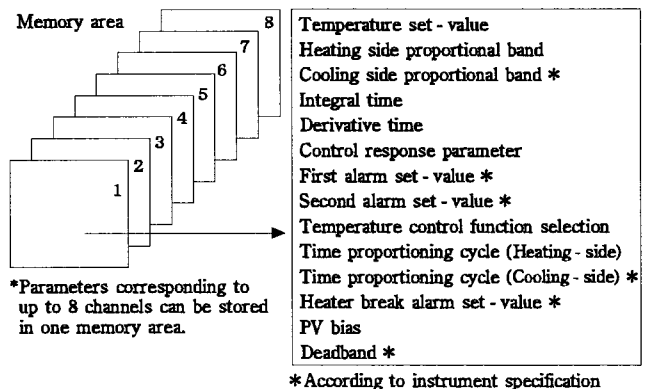 Memory area
8
7
6
5
4
3
2
1
*Parameters corresponding to
up to 8 channels can be stored
in one memory area.
Temperature set - value
Heating side proportional band
Cooling side proportional band *
Integral time
Derivative time
Control response parameter
First alarm set - value *
Second alarm set - value *
Temperature control function selection
Time proportioning cycle (Heating - side)
Time proportioning cycle (Cooling - side) *
Heater break alarm set - value *
PV bias
Deadband *
*According to instrument specification